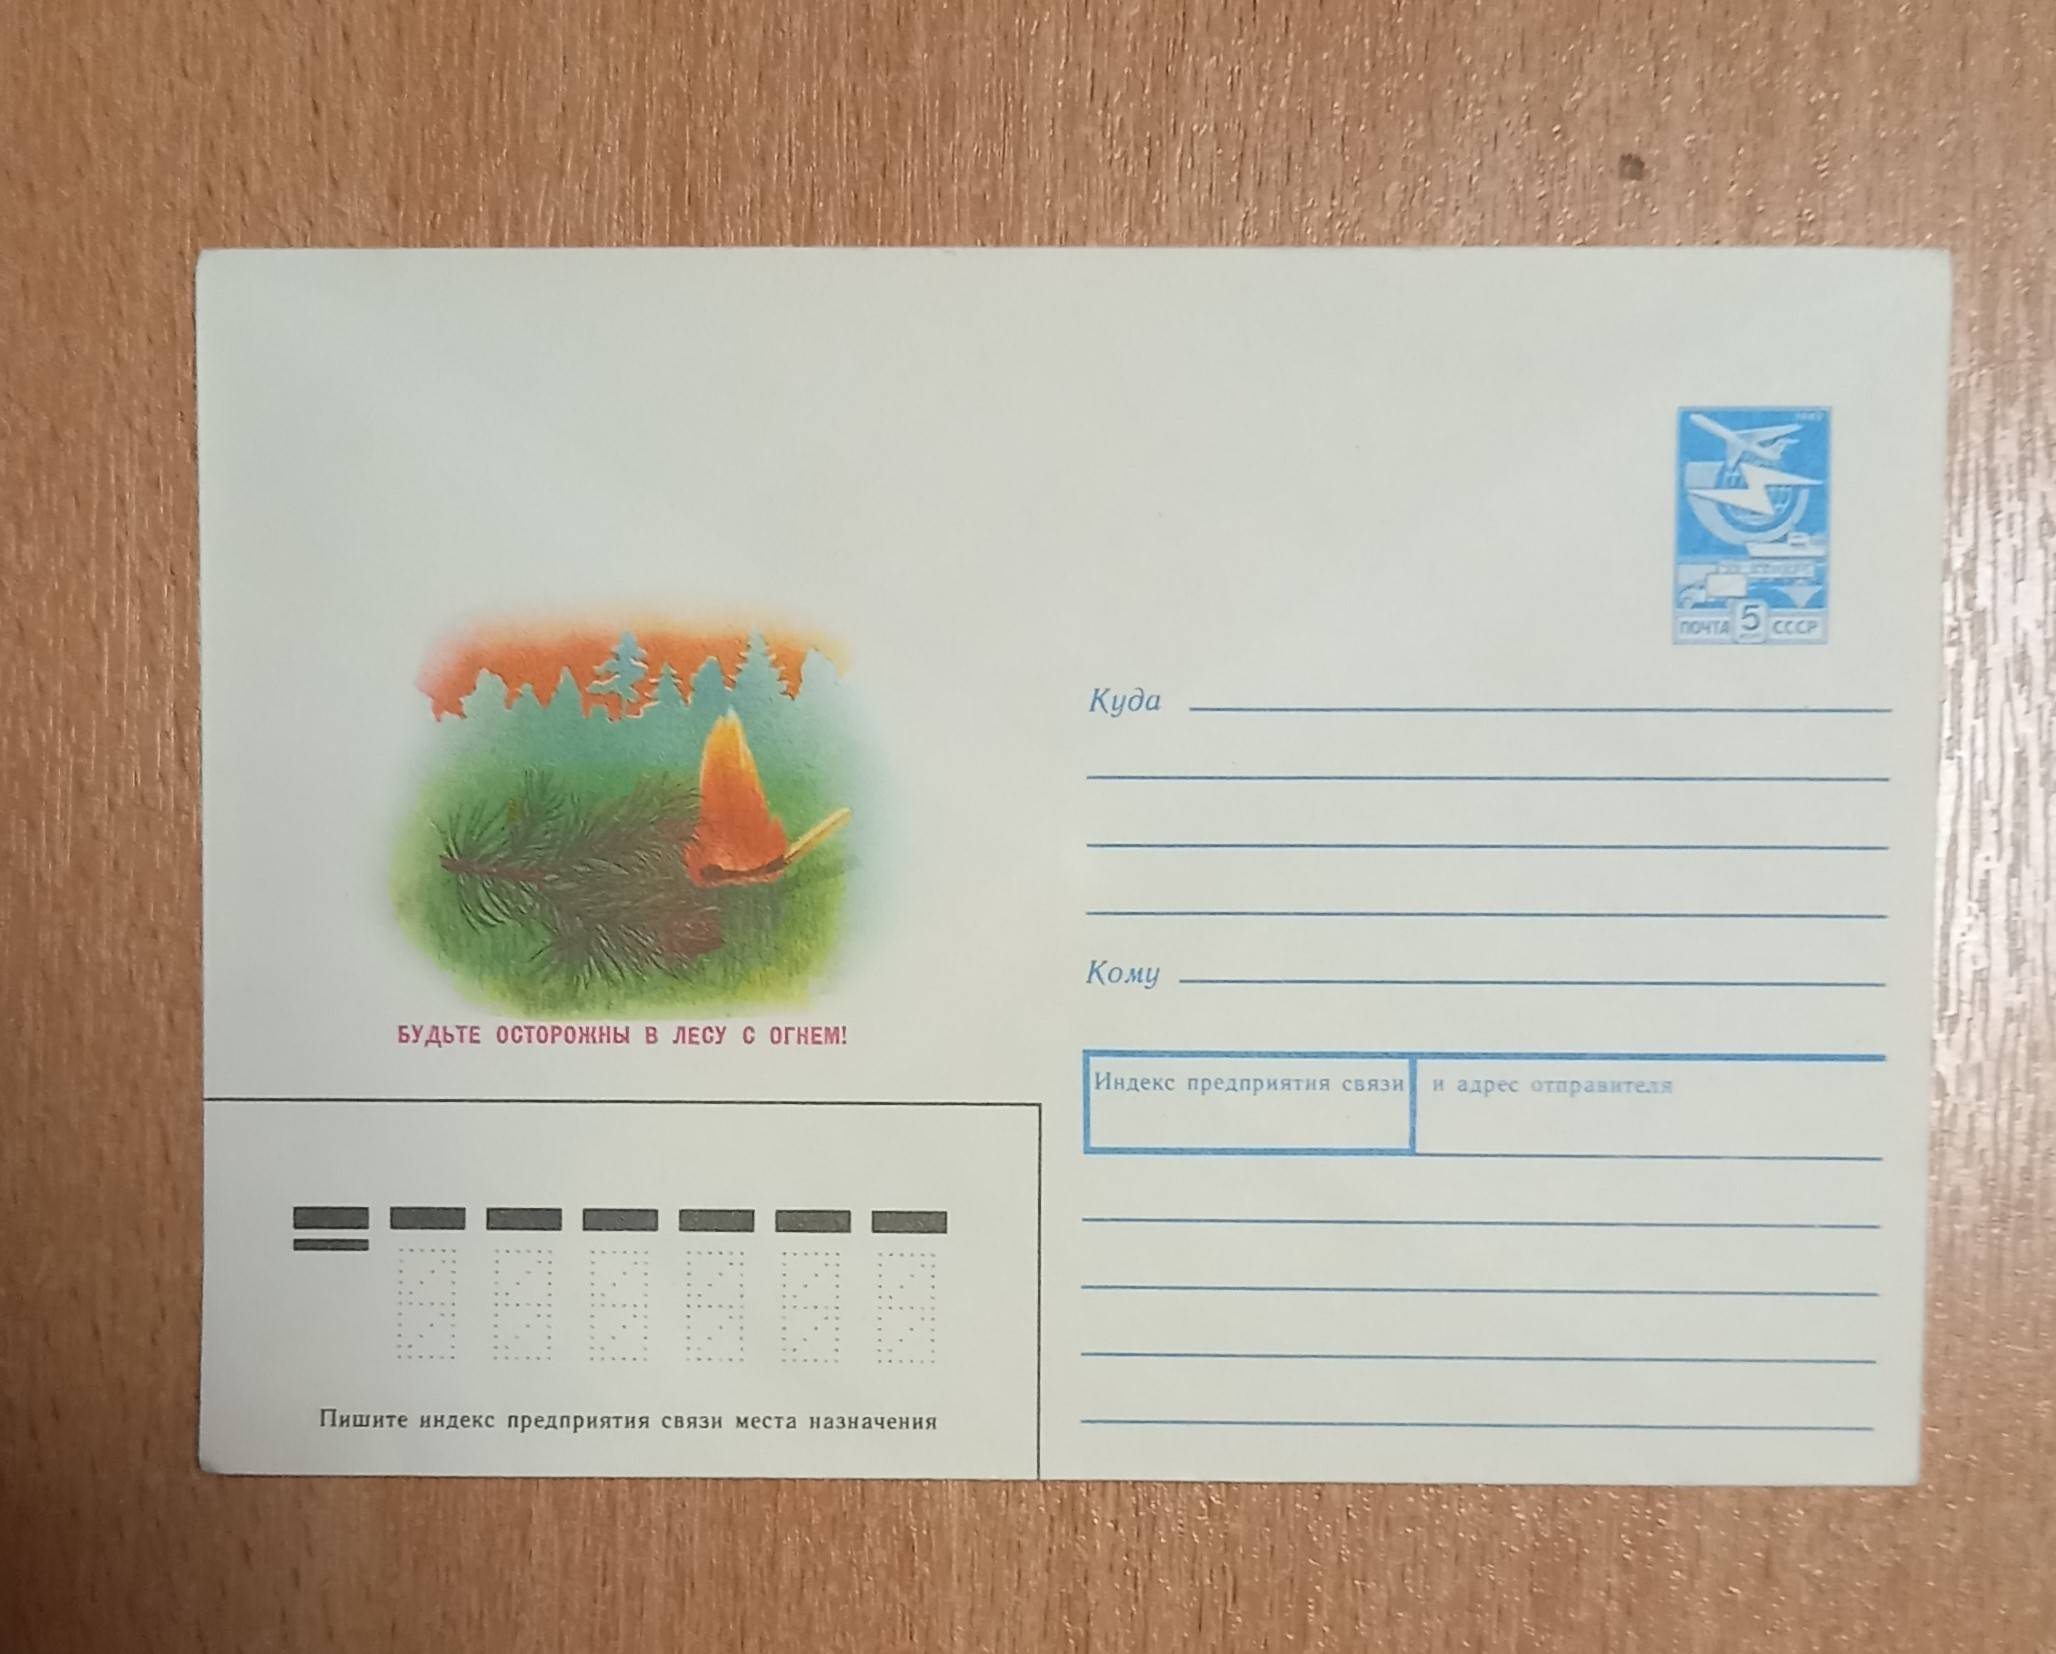 ПОЧТА 5 СССР
Куда
Кому
БУДЬТЕ ОСТОРОЖНЫ В ЛЕСУ С ОГНЕМ!
Индекс предприятия связи и адрес отправителя
Пишите индекс предприятия связи места назначения